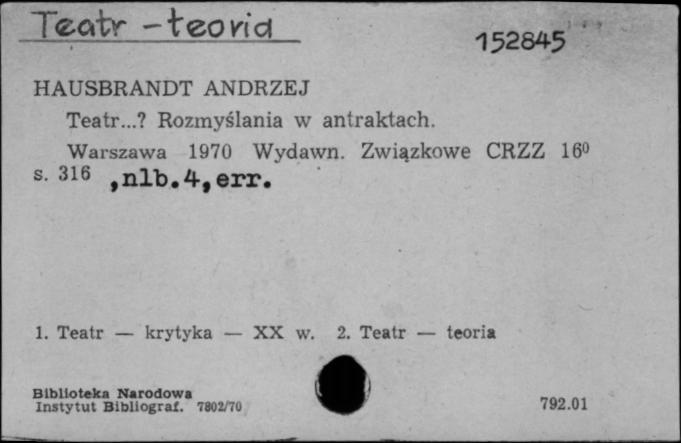 Teatr - teoria
152845
HAUSBRANDT ANDRZEJ
Teatr...? Rozmyślania w antraktach.
Warszawa 1970 Wydawn. Związkowe CRZZ 16⁰
s. 316 , nlb. 4, err.
1. Teatr — krytyka — XX w. 2. Teatr — teoria
Biblioteka Narodowa
Instytut Bibliograf. 7802/70
792.01